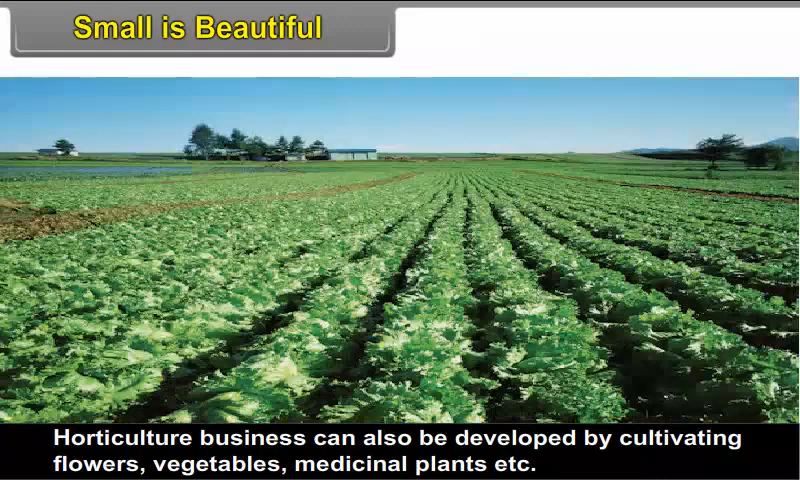 Small is Beautiful
Horticulture business can also be developed by cultivating
flowers, vegetables, medicinal plants etc.